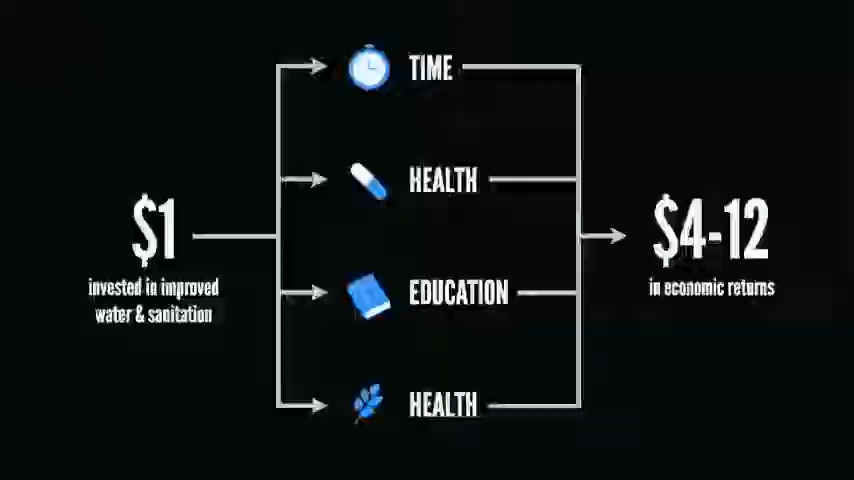 $1
invested in improved
water & sanitation
TIME
HEALTH
EDUCATION
HEALTH
$4-12
in economic returns